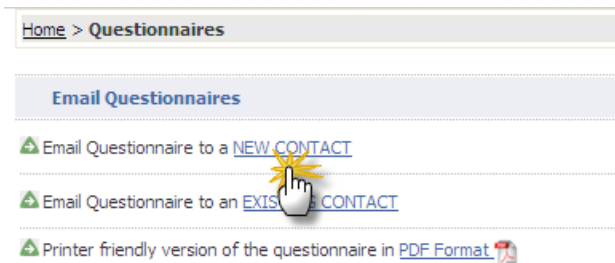 Home > Questionnaires
Email Questionnaires
Email Questionnaire to a NEW CONTACT
Email Questionnaire to an CONTACT
Printer friendly version of the questionnaire in PDF Format